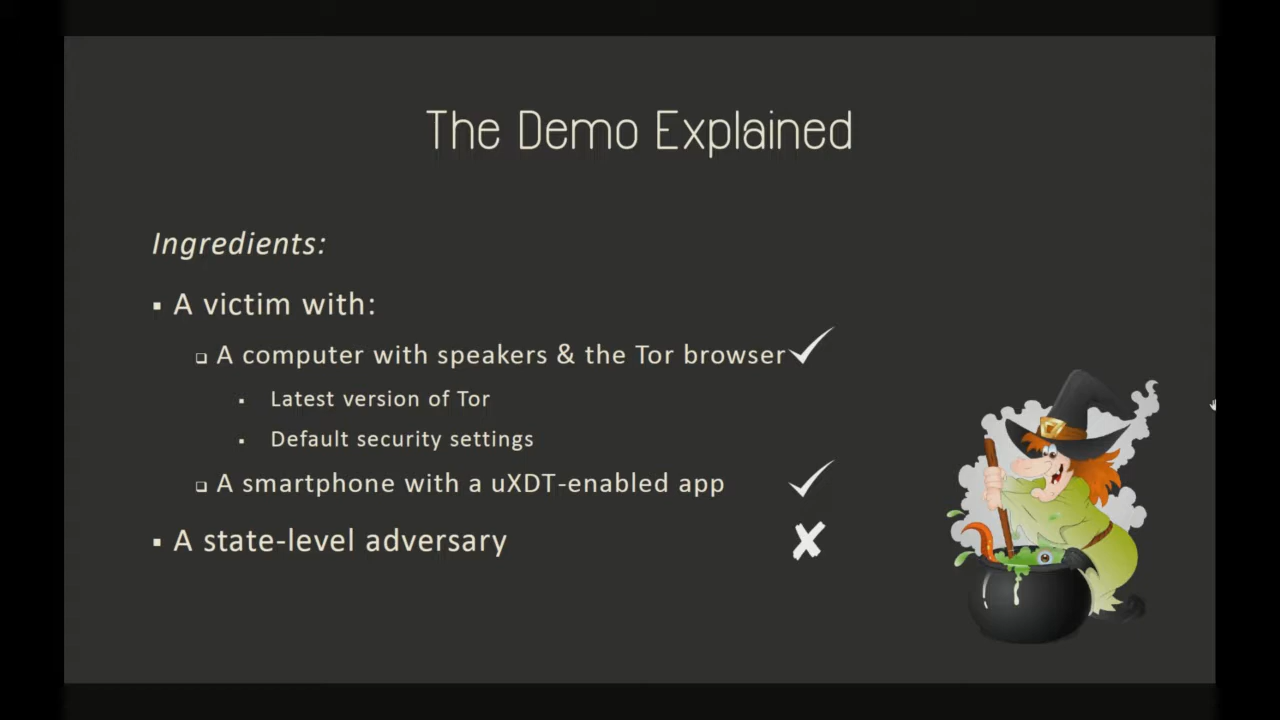 The Demo Explained
Ingredients:
▪ A victim with:
❑ A computer with speakers & the Tor browser
▪ Latest version of Tor
▪ Default security settings
❑ A smartphone with a uXDT-enabled app
▪ A state-level adversary